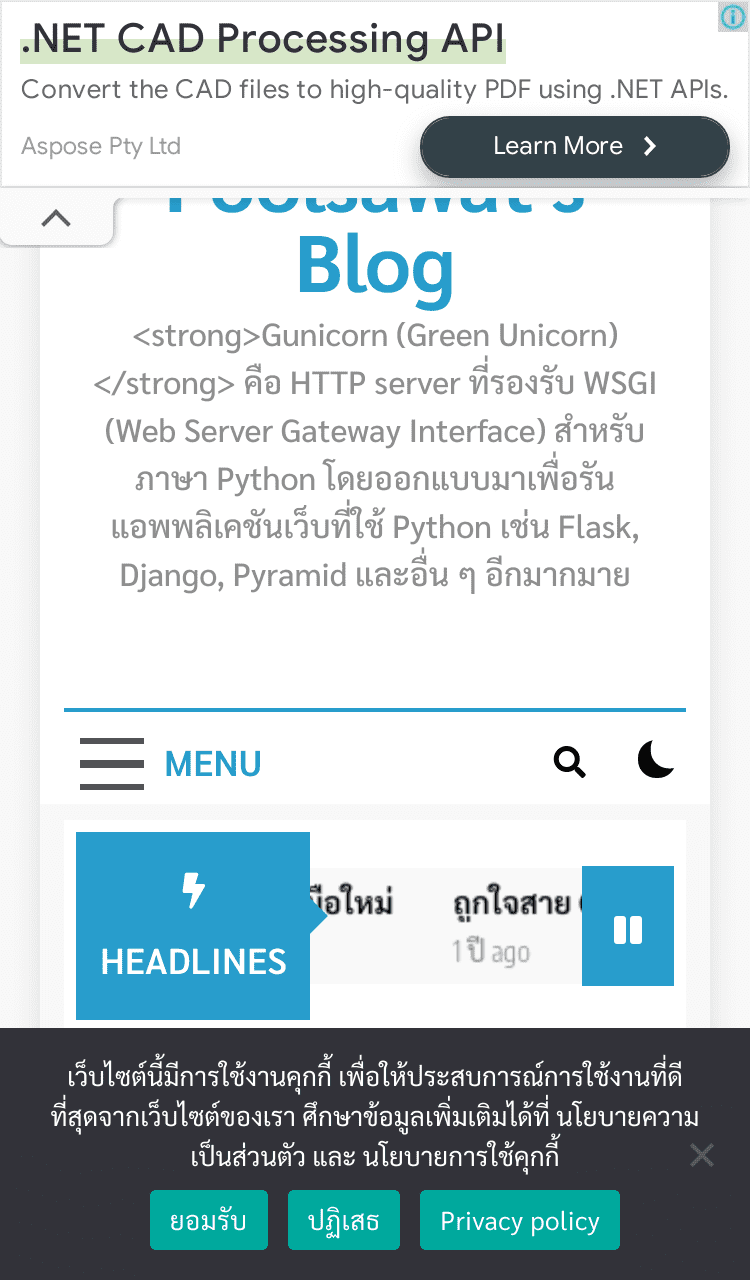 .NET CAD Processing API
Convert the CAD files to high-quality PDF using .NET APIs.
Aspose Pty Ltd
Learn More
Poolsawat's
Blog
<strong>Gunicorn (Green Unicorn)
</strong> คือ HTTP server ที่รองรับ WSGI
(Web Server Gateway Interface) สำหรับ
ภาษา Python โดยออกแบบมาเพื่อรัน
แอพพลิเคชันเว็บที่ใช้ Python เช่น Flask,
Django, Pyramid และอื่น ๆ อีกมากมาย
MENU
HEADLINES
มือใหม่
ถูกใจสาย
1 ปี ago
เว็บไซต์นี้มีการใช้งานคุกกี้ เพื่อให้ประสบการณ์การใช้งานที่ดี
ที่สุดจากเว็บไซต์ของเรา ศึกษาข้อมูลเพิ่มเติมได้ที่ นโยบายความ
เป็นส่วนตัว และ นโยบายการใช้คุกกี้
ยอมรับ
ปฏิเสธ
Privacy policy